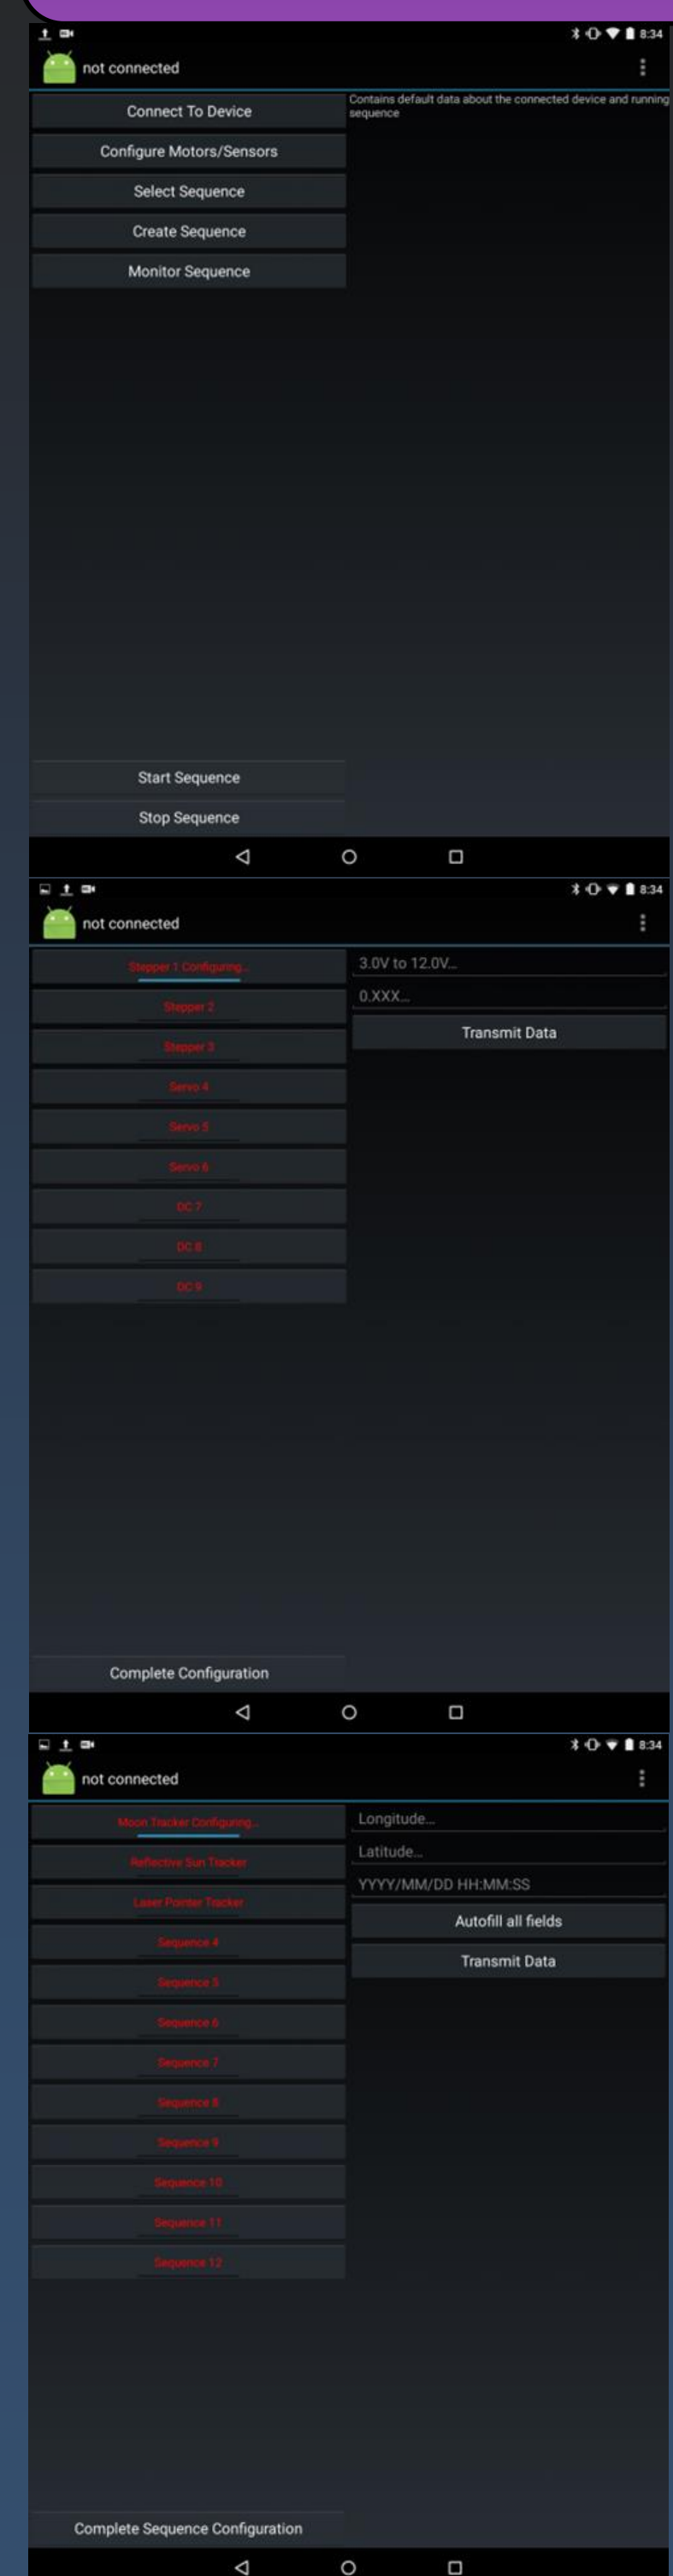 8:34
not connected
Connect To Device
Contains default data about the connected device and running
sequence
Configure Motors/Sensors
Select Sequence
Create Sequence
Monitor Sequence
Start Sequence
Stop Sequence
8:34
not connected
Stepper 1 Configuring...
Stepper 2
Stepper 3
Servo 4
Servo 5
Servo 6
DC 7
DC 8
DC 9
3.0V to 12.0V...
0.XXX...
Transmit Data
Complete Configuration
8:34
not connected
Moon Tracker Configuring...
Reflective Sun Tracker
Laser Pointer Tracker
Sequence 4
Sequence 5
Sequence 6
Sequence 7
Sequence 8
Sequence 9
Sequence 10
Sequence 11
Sequence 12
Longitude...
Latitude...
YYYY/MM/DD HH:MM:SS
Autofill all fields
Transmit Data
Complete Sequence Configuration